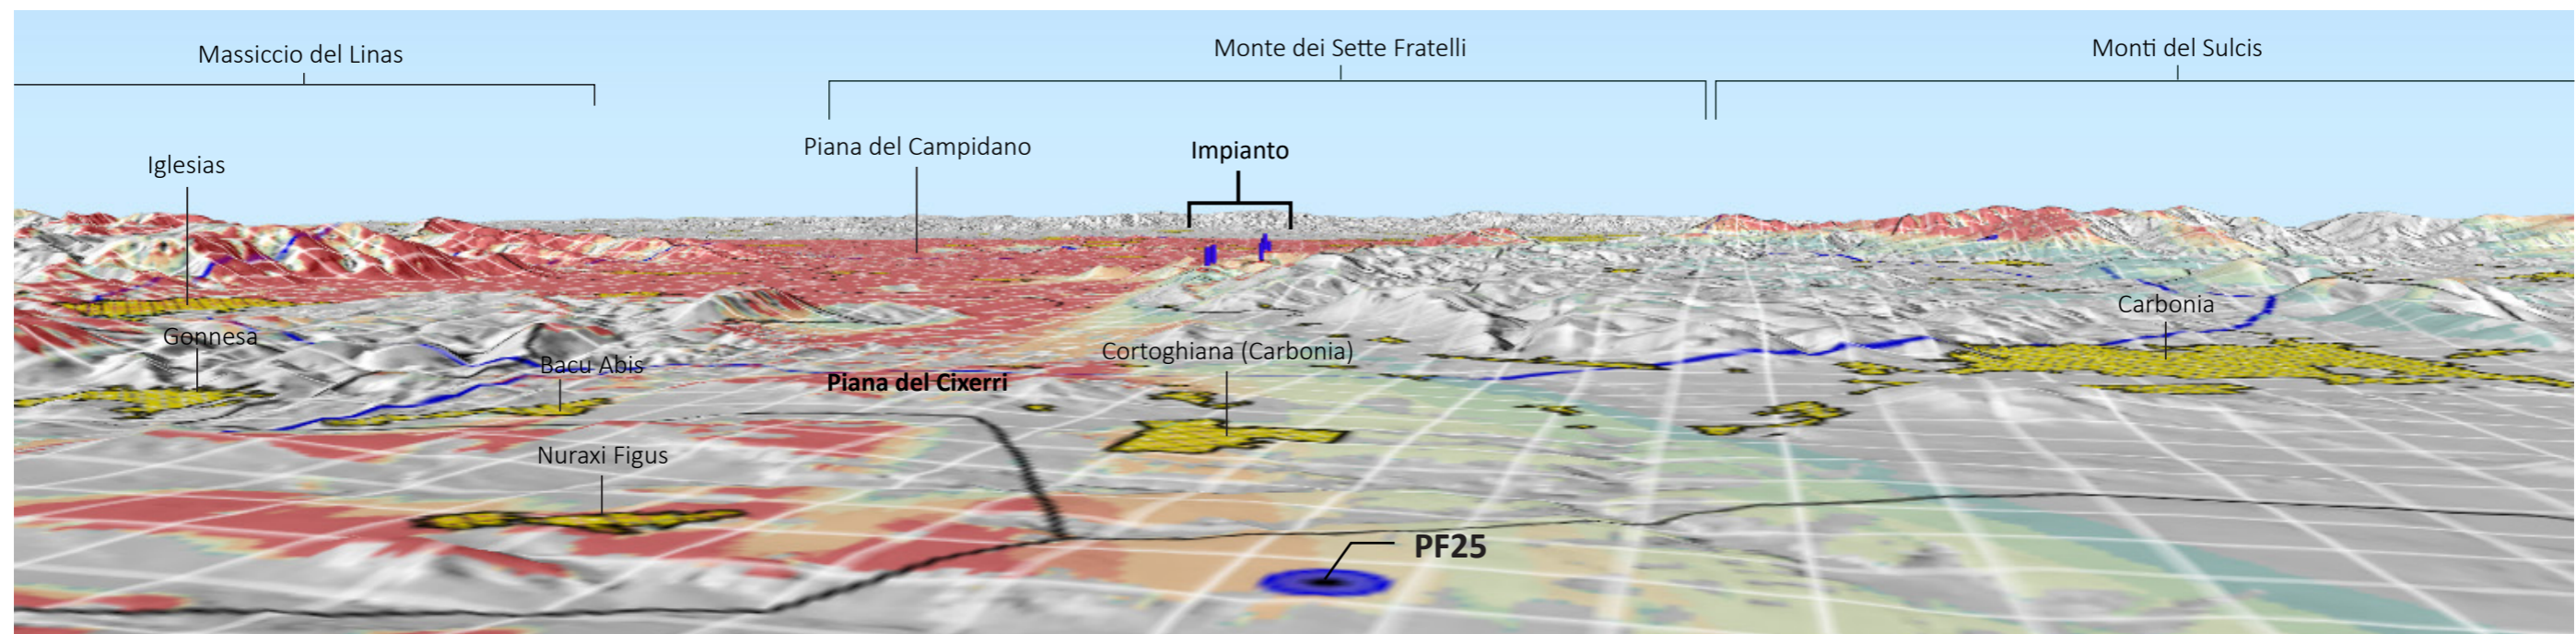 Massiccio del Linas
Monte dei Sette Fratelli
Monti del Sulcis
Piana del Campidano
Impianto
Iglesias
Carbonia
Gonnesa
Cortoghiana (Carbonia)
Bacu Abis
Piana del Cixerri
Nuraxi Figus
PF25